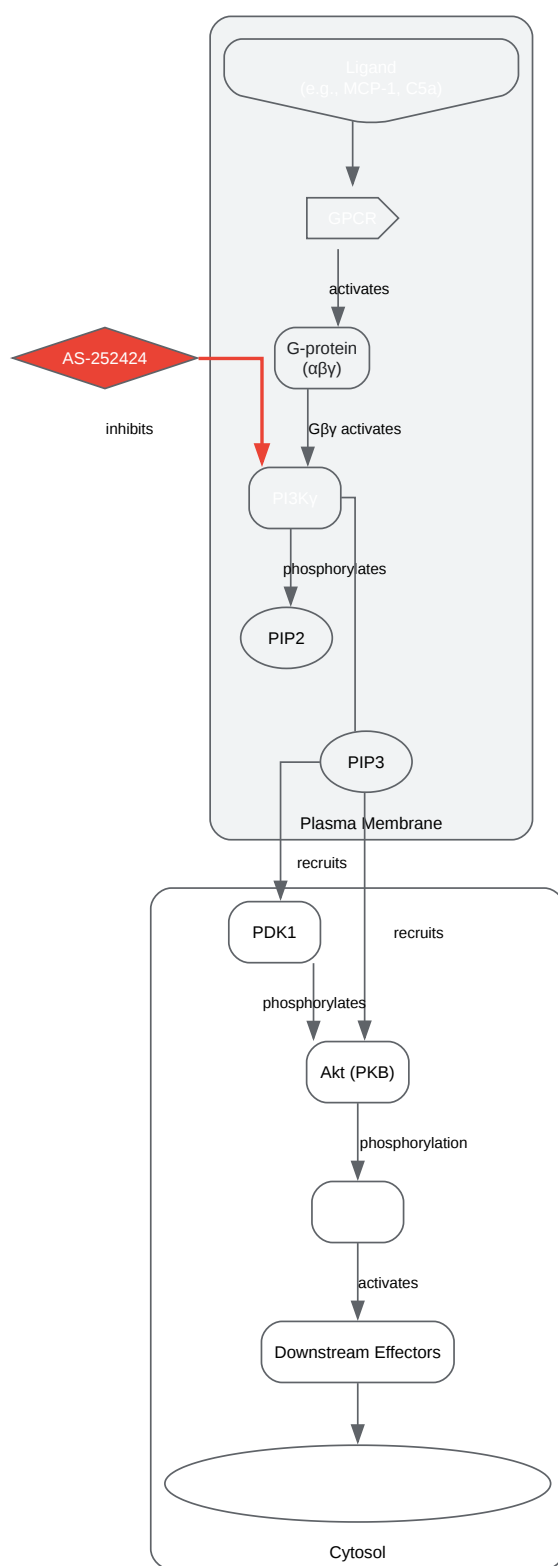 Ligand
(e.g., MCP-1, C5a)
GPCR
activates
G-protein
(αβγ)
AS-252424
inhibits
Gβγ activates
PI3Kγ
phosphorylates
PIP2
PIP3
Plasma Membrane
recruits
PDK1
recruits
phosphorylates
Akt (PKB)
phosphorylation
activates
Downstream Effectors
Cytosol